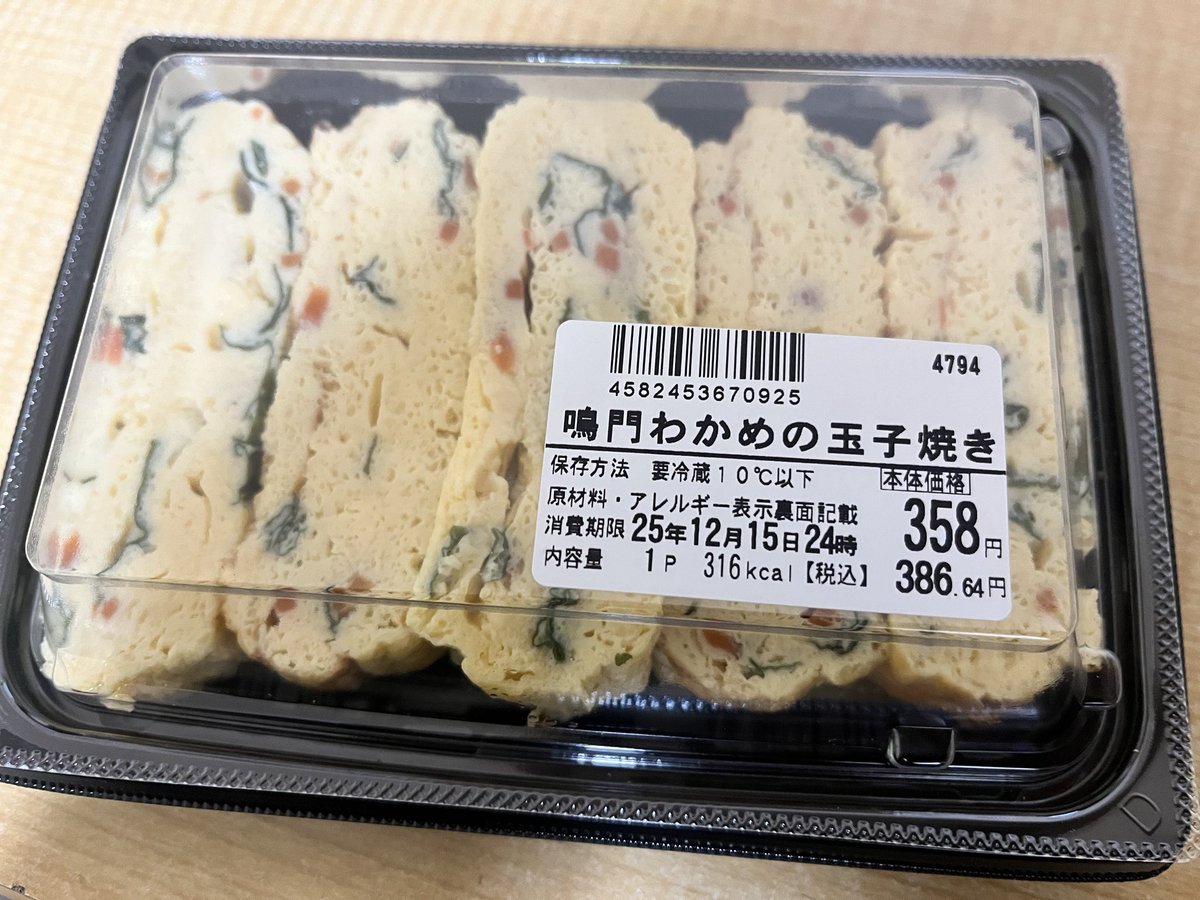 4794
4582453670925
鳴門わかめの玉子焼き
保存方法 要冷蔵10℃以下 本体価格
原材料・アレルギー表示裏面記載 358円
消費期限 25年12月15日24時
内容量 1P 316kcal【税込】 386.64円
D